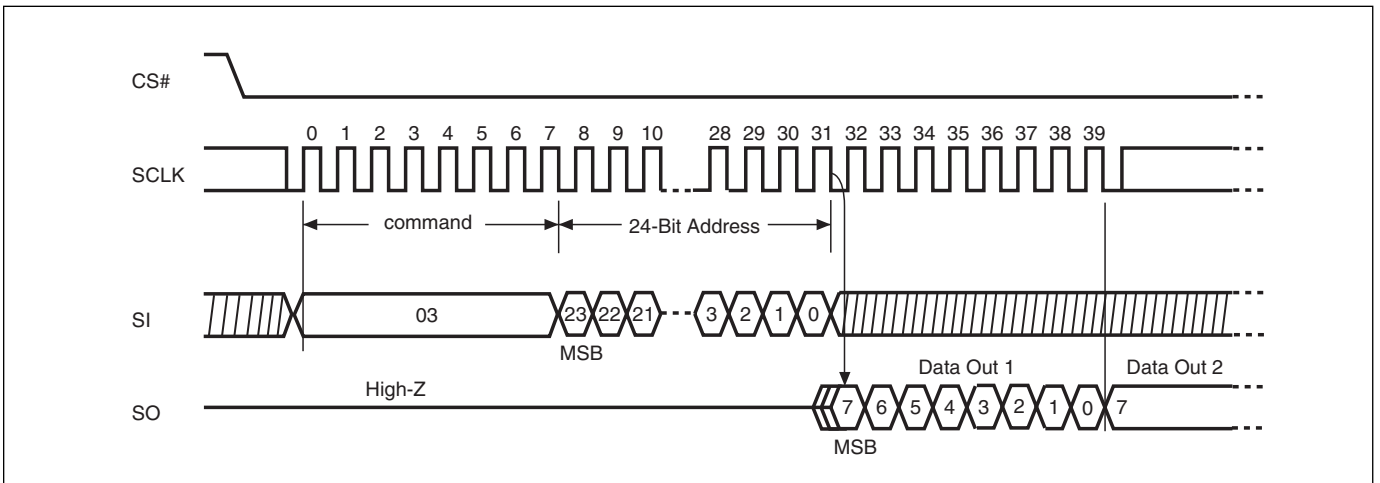 CS#
0 1 2 3 4 5 6 7 8 9 10 28 29 30 31 32 33 34 35 36 37 38 39
SCLK
command 24-Bit Address
SI 03 23 22 21 3 2 1 0
MSB
Data Out 1 Data Out 2
High-Z
SO 7 6 5 4 3 2 1 0 7
MSB